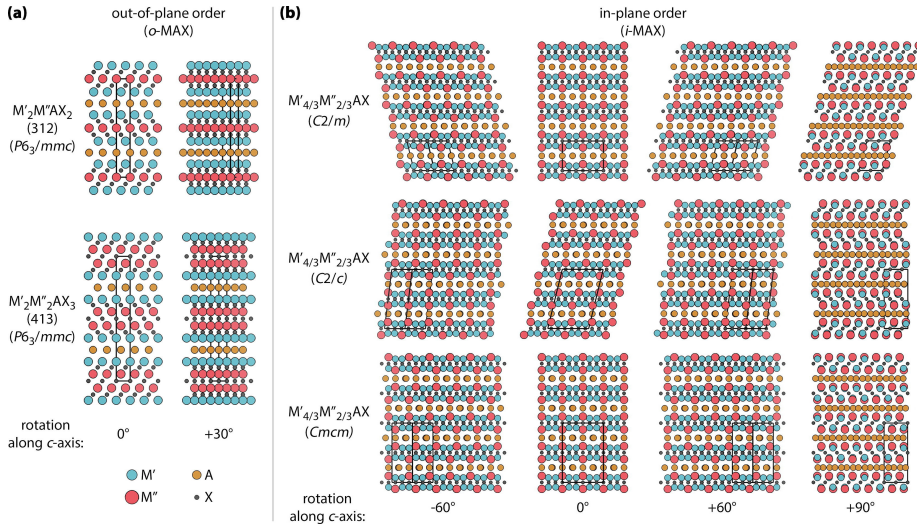 (a)
out-of-plane order
(o-MAX)
M′₂M″AX₂
(312)
(P6₃/mmc)
M′₂M″₂AX₃
(413)
(P6₃/mmc)
rotation
along c-axis:
0°
+30°
M′
A
M″
X
(b)
in-plane order
(i-MAX)
M′₄/₃M″₂/₃AX
(C2/m)
M′₄/₃M″₂/₃AX
(C2/c)
M′₄/₃M″₂/₃AX
(Cmcm)
rotation
along c-axis:
-60°
0°
+60°
+90°